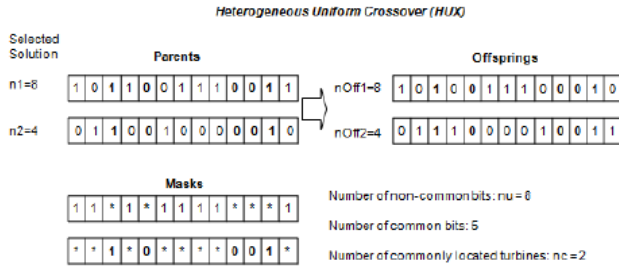 Heterogeneous Uniform Crossover (HUX)
Selected
Solution
Parents
Offsprings
n1=8 1 0 1 1 0 0 1 1 1 0 0 1 1
nOff1=8 1 0 1 0 0 1 1 1 0 0 0 1 0
n2=4 0 1 1 0 0 1 0 0 0 0 0 1 0
nOff2=4 0 1 1 1 0 0 0 0 1 0 0 1 1
Masks
1 1 * 1 * 1 1 1 1 * * * 1
* * 1 * 0 * * * * 0 0 1 *
Number of non-common bits: nu = 8
Number of common bits: 5
Number of commonly located turbines: nc = 2